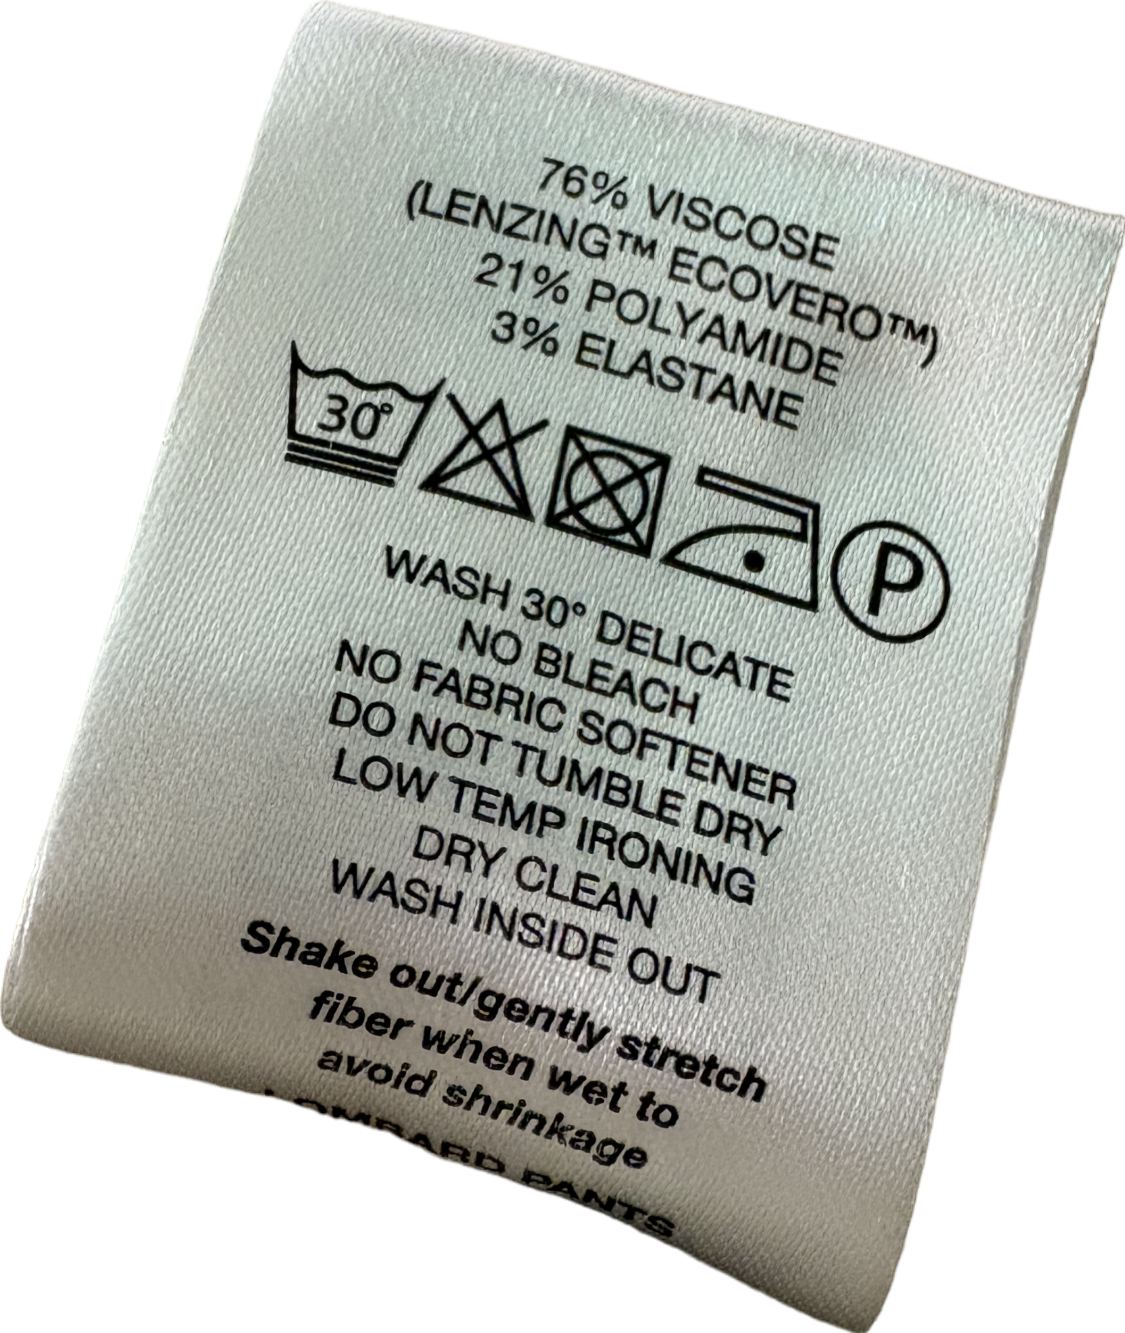 76% VISCOSE
(LENZING™ ECOVERO™)
21% POLYAMIDE
3% ELASTANE
30°
P
WASH 30° DELICATE
NO BLEACH
NO FABRIC SOFTENER
DO NOT TUMBLE DRY
LOW TEMP IRONING
DRY CLEAN
WASH INSIDE OUT
Shake out/gently stretch
fiber when wet to
avoid shrinkage
LOMBARD PANTS